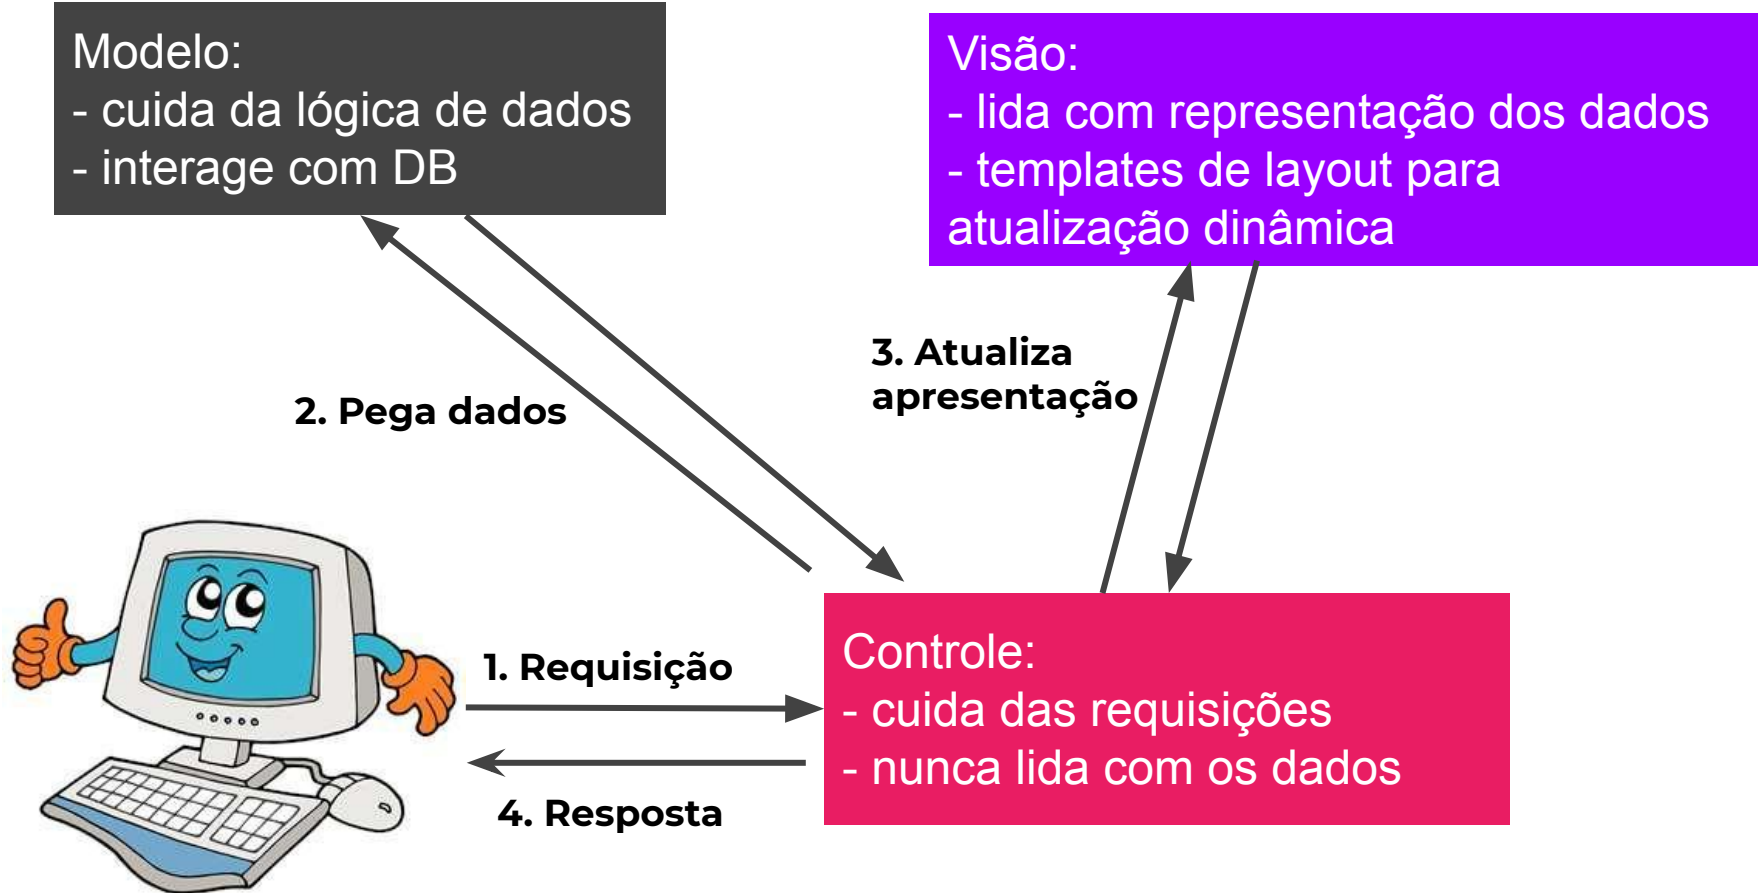 Modelo:
- cuida da lógica de dados
- interage com DB
Visão:
- lida com representação dos dados
- templates de layout para
atualização dinâmica
3. Atualiza
apresentação
2. Pega dados
1. Requisição
4. Resposta
Controle:
- cuida das requisições
- nunca lida com os dados